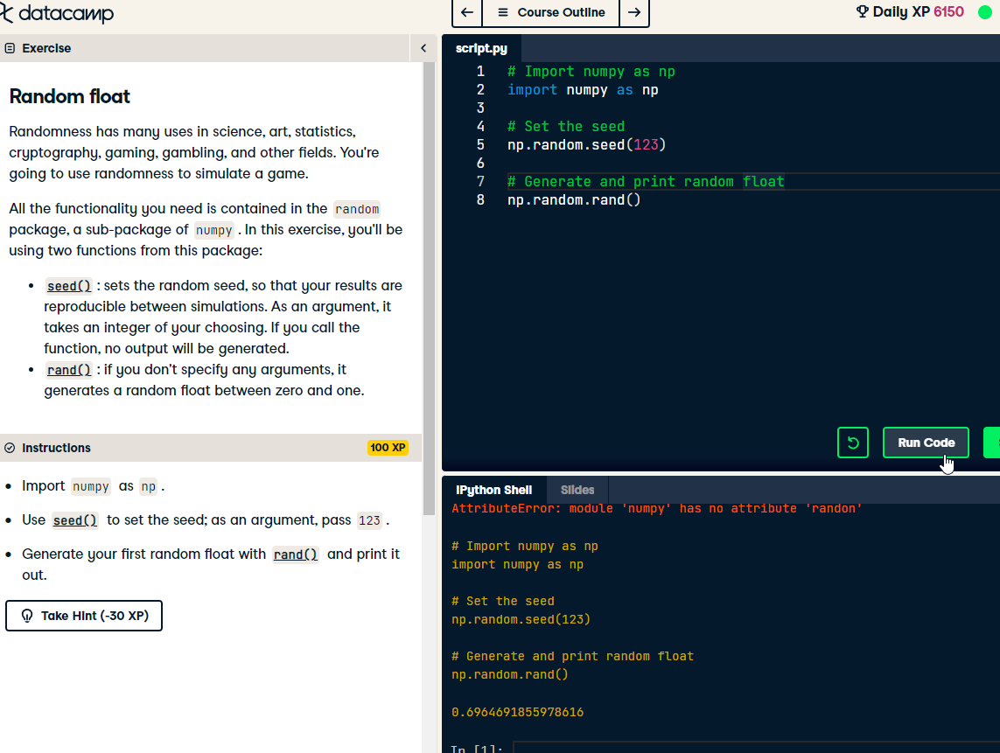 datacamp
Course Outline
Daily XP 6150
Exercise
Random float
Randomness has many uses in science, art, statistics,
cryptography, gaming, gambling, and other fields. You're
going to use randomness to simulate a game.
All the functionality you need is contained in the random
package, a sub-package of numpy . In this exercise, you'll be
using two functions from this package:
• seed() : sets the random seed, so that your results are
reproducible between simulations. As an argument, it
takes an integer of your choosing. If you call the
function, no output will be generated.
• rand() : if you don't specify any arguments, it
generates a random float between zero and one.
Instructions 100 XP
• Import numpy as np .
• Use seed() to set the seed; as an argument, pass 123 .
• Generate your first random float with rand() and print it
out.
Take Hint (-30 XP)
script.py
1 # Import numpy as np
2 import numpy as np
3
4 # Set the seed
5 np.random.seed(123)
6
7 # Generate and print random float
8 np.random.rand()
Run Code
IPython Shell Slides
AttributeError: module 'numpy' has no attribute 'randon'
# Import numpy as np
import numpy as np
# Set the seed
np.random.seed(123)
# Generate and print random float
np.random.rand()
0.6964691855978616
In [1]: